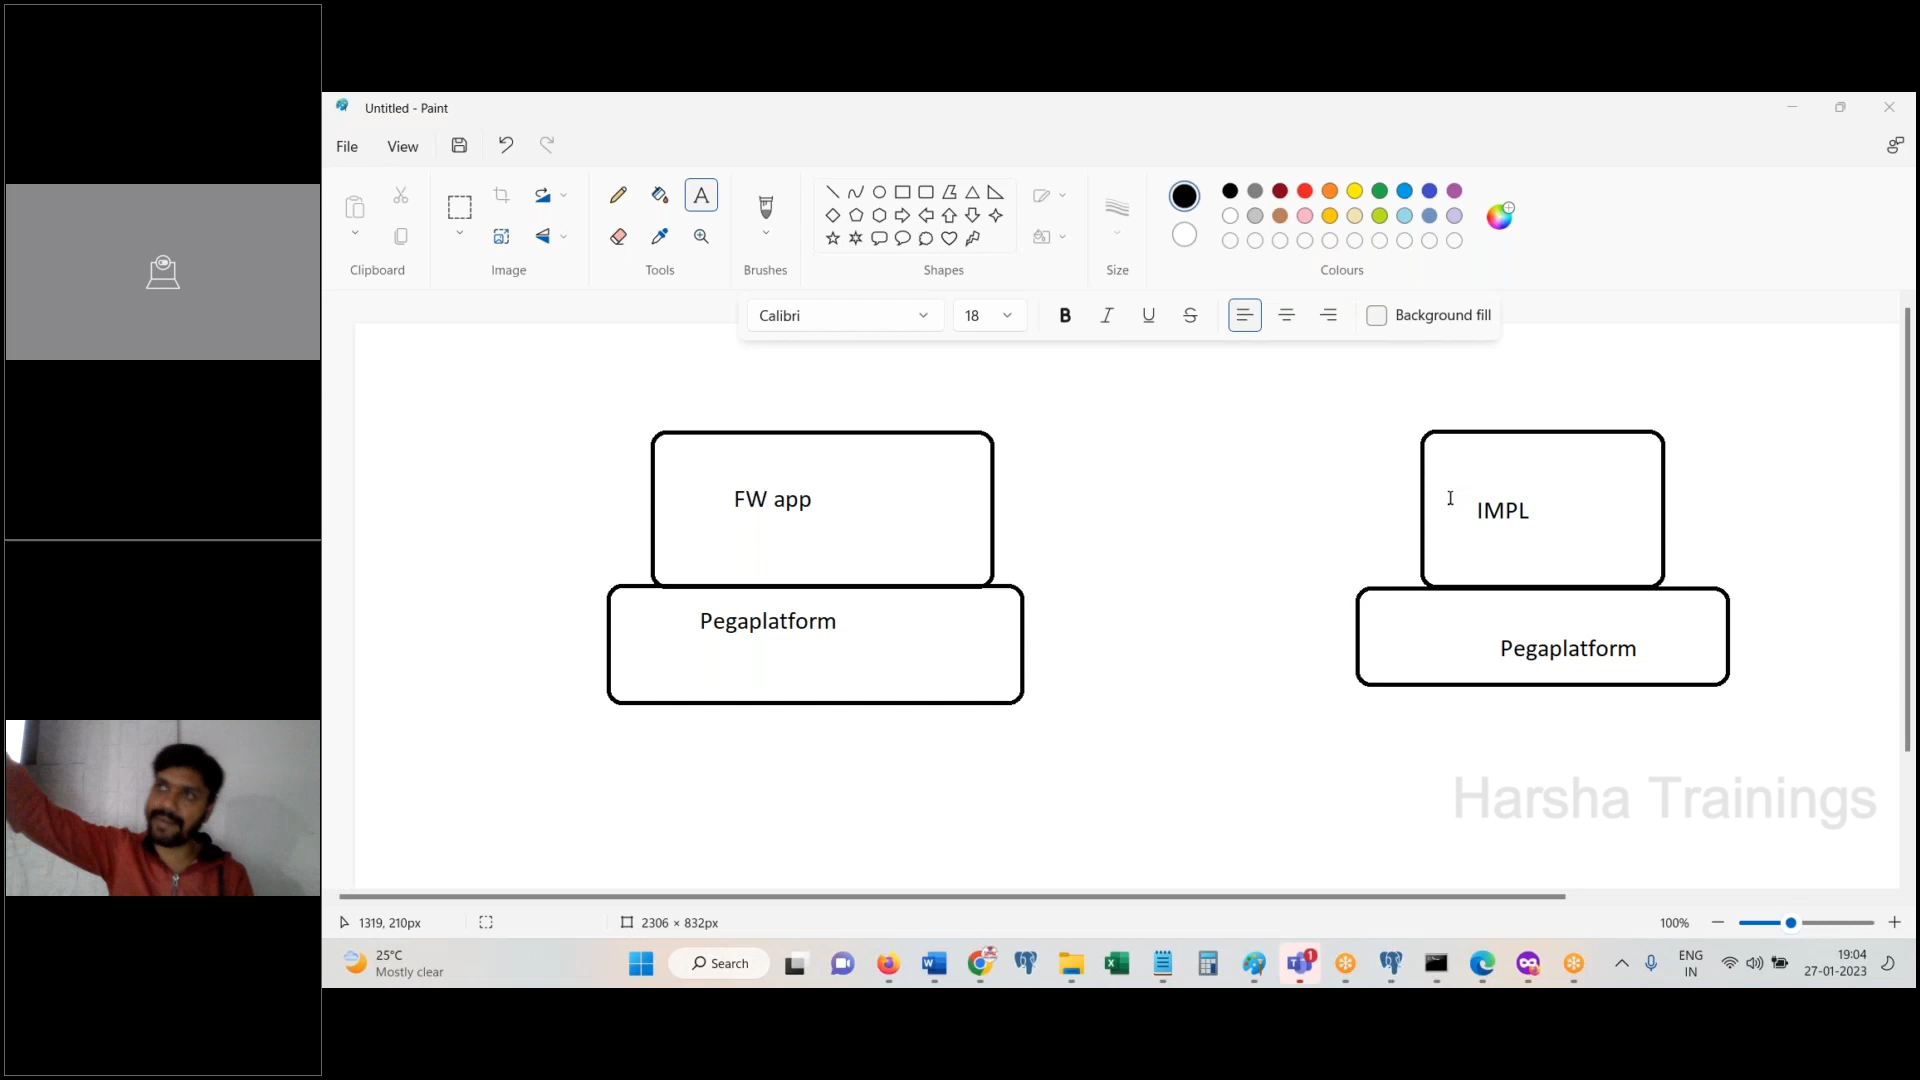 Untitled - Paint
File
View
Clipboard
Image
Tools
Brushes
Shapes
Size
Colours
Calibri
18
B
I
U
S
Background fill
FW app
IMPL
Pegaplatform
Pegaplatform
Harsha Trainings
1319, 210px
2306 × 832px
100%
25°C
Mostly clear
Search
1
ENG
IN
19:04
27-01-2023